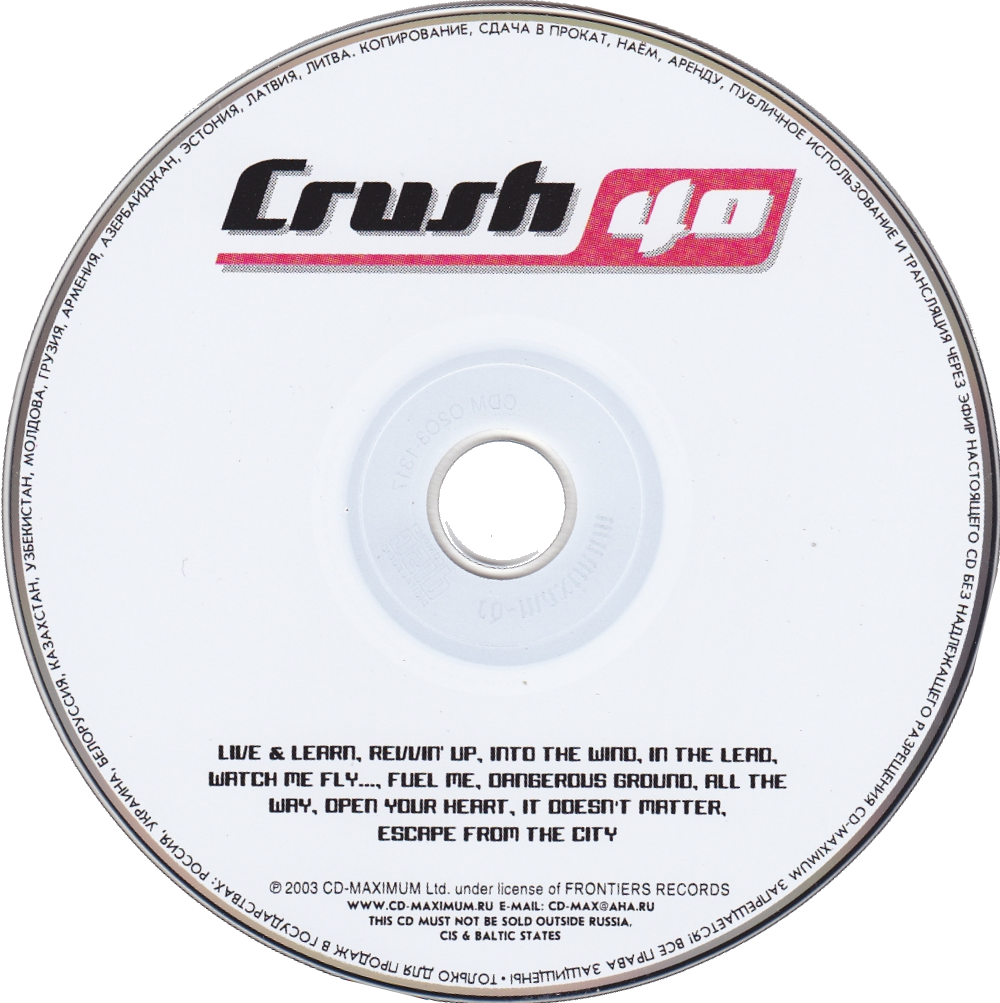 Crush 40
LIVE & LEARN, REVVIN' UP, INTO THE WIND, IN THE LEAD,
WATCH ME FLY...., FUEL ME, DANGEROUS GROUND, ALL THE
WAY, OPEN YOUR HEART, IT DOESN'T MATTER,
ESCAPE FROM THE CITY
℗ 2003 CD-MAXIMUM Ltd. under license of FRONTIERS RECORDS
WWW.CD-MAXIMUM.RU E-MAIL: CD-MAX@AHA.RU
THIS CD MUST NOT BE SOLD OUTSIDE RUSSIA,
CIS & BALTIC STATES
• ТОЛЬКО ДЛЯ ПРОДАЖ В ГОСУДАРСТВАХ: РОССИЯ, УКРАИНА, БЕЛОРУССИЯ, КАЗАХСТАН, УЗБЕКИСТАН, МОЛДОВА, ГРУЗИЯ, АРМЕНИЯ, АЗЕРБАЙДЖАН, ЭСТОНИЯ, ЛАТВИЯ, ЛИТВА. КОПИРОВАНИЕ, СДАЧА В ПРОКАТ, НАЁМ, АРЕНДУ, ПУБЛИЧНОЕ ИСПОЛЬЗОВАНИЕ И ТРАНСЛЯЦИЯ ЧЕРЕЗ ЭФИР НАСТОЯЩЕГО CD БЕЗ НАДЛЕЖАЩЕГО РАЗРЕШЕНИЯ CD-MAXIMUM ЗАПРЕЩАЕТСЯ! ВСЕ ПРАВА ЗАЩИЩЕНЫ
CDM 0203-1317